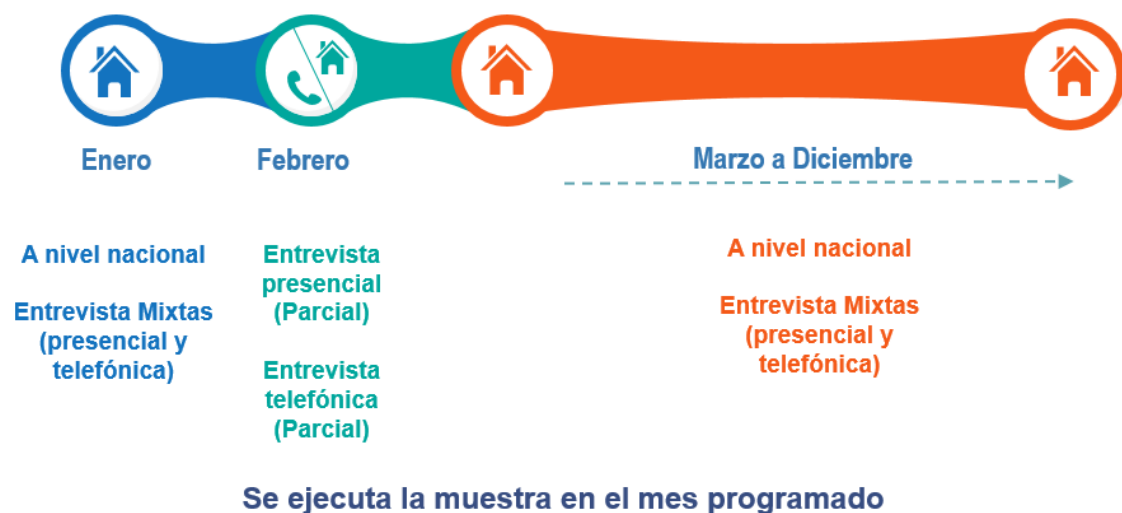 Enero
Febrero
Marzo a Diciembre
A nivel nacional
Entrevista Mixtas
(presencial y
telefónica)
Entrevista
presencial
(Parcial)
Entrevista
telefónica
(Parcial)
A nivel nacional
Entrevista Mixtas
(presencial y
telefónica)
Se ejecuta la muestra en el mes programado